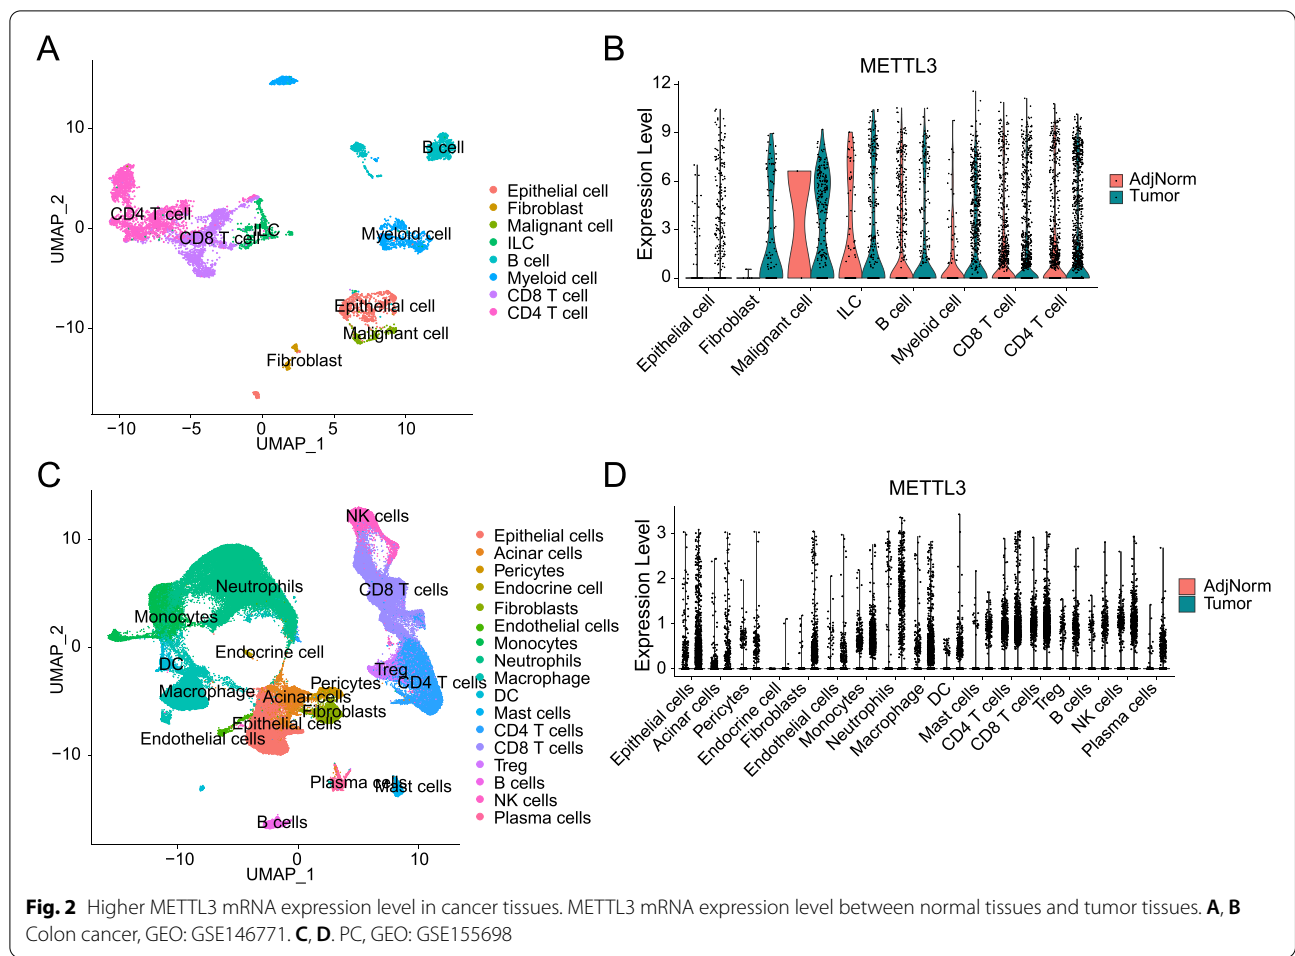 A
UMAP_2
10
0
−10
−10
−5
0
5
10
UMAP_1
B cell
CD4 T cell
CD8 T cell
ILC
Myeloid cell
Epithelial cell
Malignant cell
Fibroblast
Epithelial cell
Fibroblast
Malignant cell
ILC
B cell
Myeloid cell
CD8 T cell
CD4 T cell
B
METTL3
Expression Level
12
9
6
3
0
Epithelial cell
Fibroblast
Malignant cell
ILC
B cell
Myeloid cell
CD8 T cell
CD4 T cell
AdjNorm
Tumor
C
UMAP_2
10
0
−10
−10
0
10
UMAP_1
NK cells
Neutrophils
CD8 T cells
Monocytes
Endocrine cell
DC
Treg
Macrophage
Pericytes
CD4 T cells
Acinar cells
Fibroblasts
Epithelial cells
Endothelial cells
Plasma cells
Mast cells
B cells
Epithelial cells
Acinar cells
Pericytes
Endocrine cell
Fibroblasts
Endothelial cells
Monocytes
Neutrophils
Macrophage
DC
Mast cells
CD4 T cells
CD8 T cells
Treg
B cells
NK cells
Plasma cells
D
METTL3
Expression Level
3
2
1
0
Epithelial cells
Acinar cells
Pericytes
Endocrine cell
Fibroblasts
Endothelial cells
Monocytes
Neutrophils
Macrophage
DC
Mast cells
CD4 T cells
CD8 T cells
Treg
B cells
NK cells
Plasma cells
AdjNorm
Tumor
Fig. 2 Higher METTL3 mRNA expression level in cancer tissues. METTL3 mRNA expression level between normal tissues and tumor tissues. A, B
Colon cancer, GEO: GSE146771. C, D. PC, GEO: GSE155698